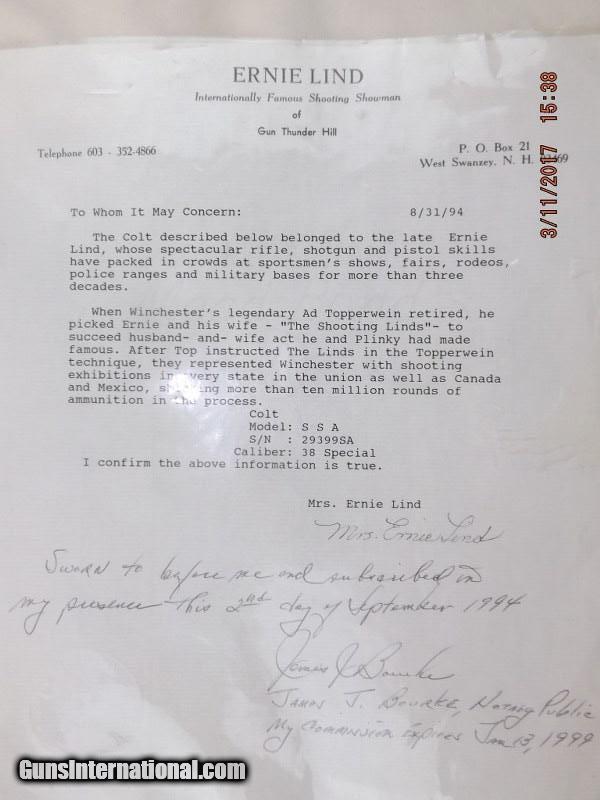 ERNIE LIND
Internationally Famous Shooting Showman
of
Gun Thunder Hill
Telephone 603 - 352-4866
P. O. Box 21
West Swanzey, N. H. 469
3/11/2017 15:38
To Whom It May Concern: 8/31/94
The Colt described below belonged to the late Ernie
Lind, whose spectacular rifle, shotgun and pistol skills
have packed in crowds at sportsmen's shows, fairs, rodeos,
police ranges and military bases for more than three
decades.
When Winchester's legendary Ad Topperwein retired, he
picked Ernie and his wife - "The Shooting Linds"- to
succeed husband- and- wife act he and Plinky had made
famous. After Top instructed The Linds in the Topperwein
technique, they represented Winchester with shooting
exhibitions in every state in the union as well as Canada
and Mexico, more than ten million rounds of
ammunition in the process.
Colt
Model: S S A
S/N : 29399SA
Caliber: 38 Special
I confirm the above information is true.
Mrs. Ernie Lind
Mrs. Ernie Lind
Sworn to before me and subscribed in
my presence this 2nd day of September 1994
James J Bourke
James J. Bourke, Notary Public
My Commission Expires Jan 13, 1999
GunsInternational.com